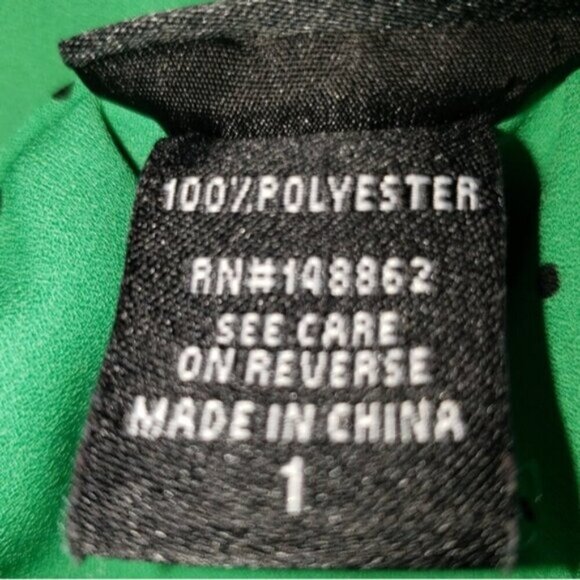 100% POLYESTER
RN#148862
SEE CARE
ON REVERSE
MADE IN CHINA
1